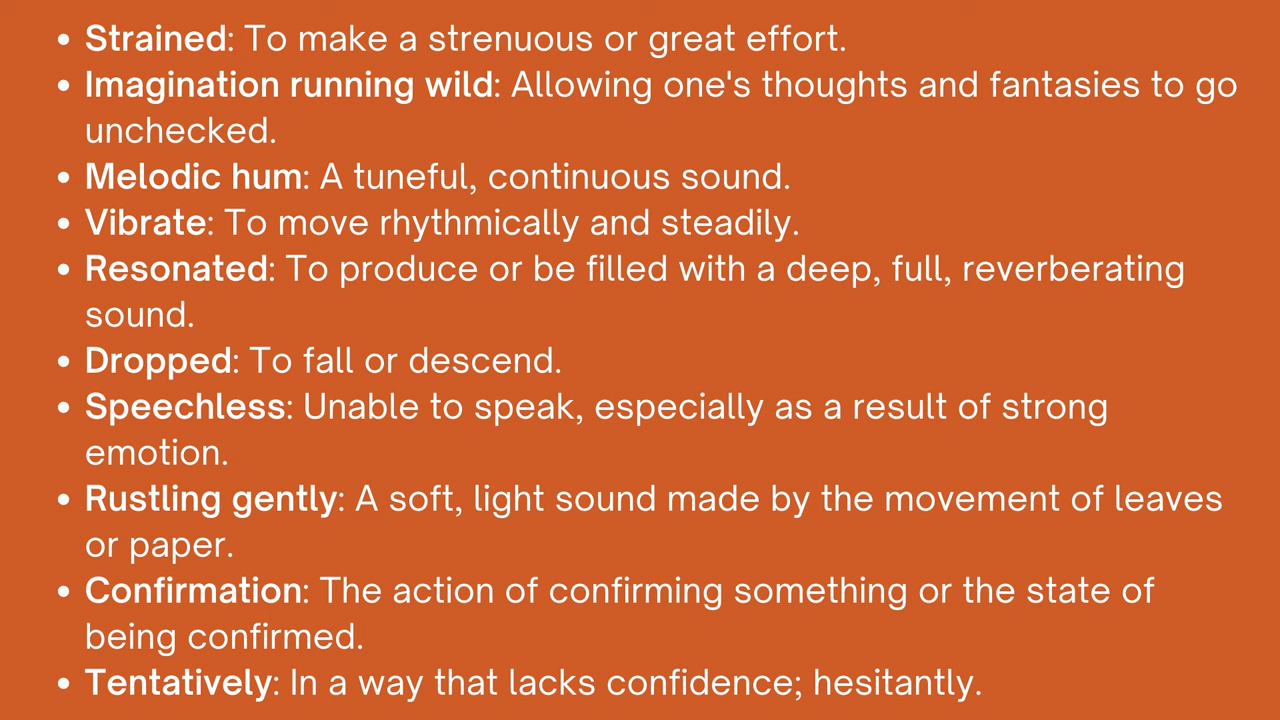 • Strained: To make a strenuous or great effort.
• Imagination running wild: Allowing one's thoughts and fantasies to go
unchecked.
• Melodic hum: A tuneful, continuous sound.
• Vibrate: To move rhythmically and steadily.
• Resonated: To produce or be filled with a deep, full, reverberating
sound.
• Dropped: To fall or descend.
• Speechless: Unable to speak, especially as a result of strong
emotion.
• Rustling gently: A soft, light sound made by the movement of leaves
or paper.
• Confirmation: The action of confirming something or the state of
being confirmed.
• Tentatively: In a way that lacks confidence; hesitantly.